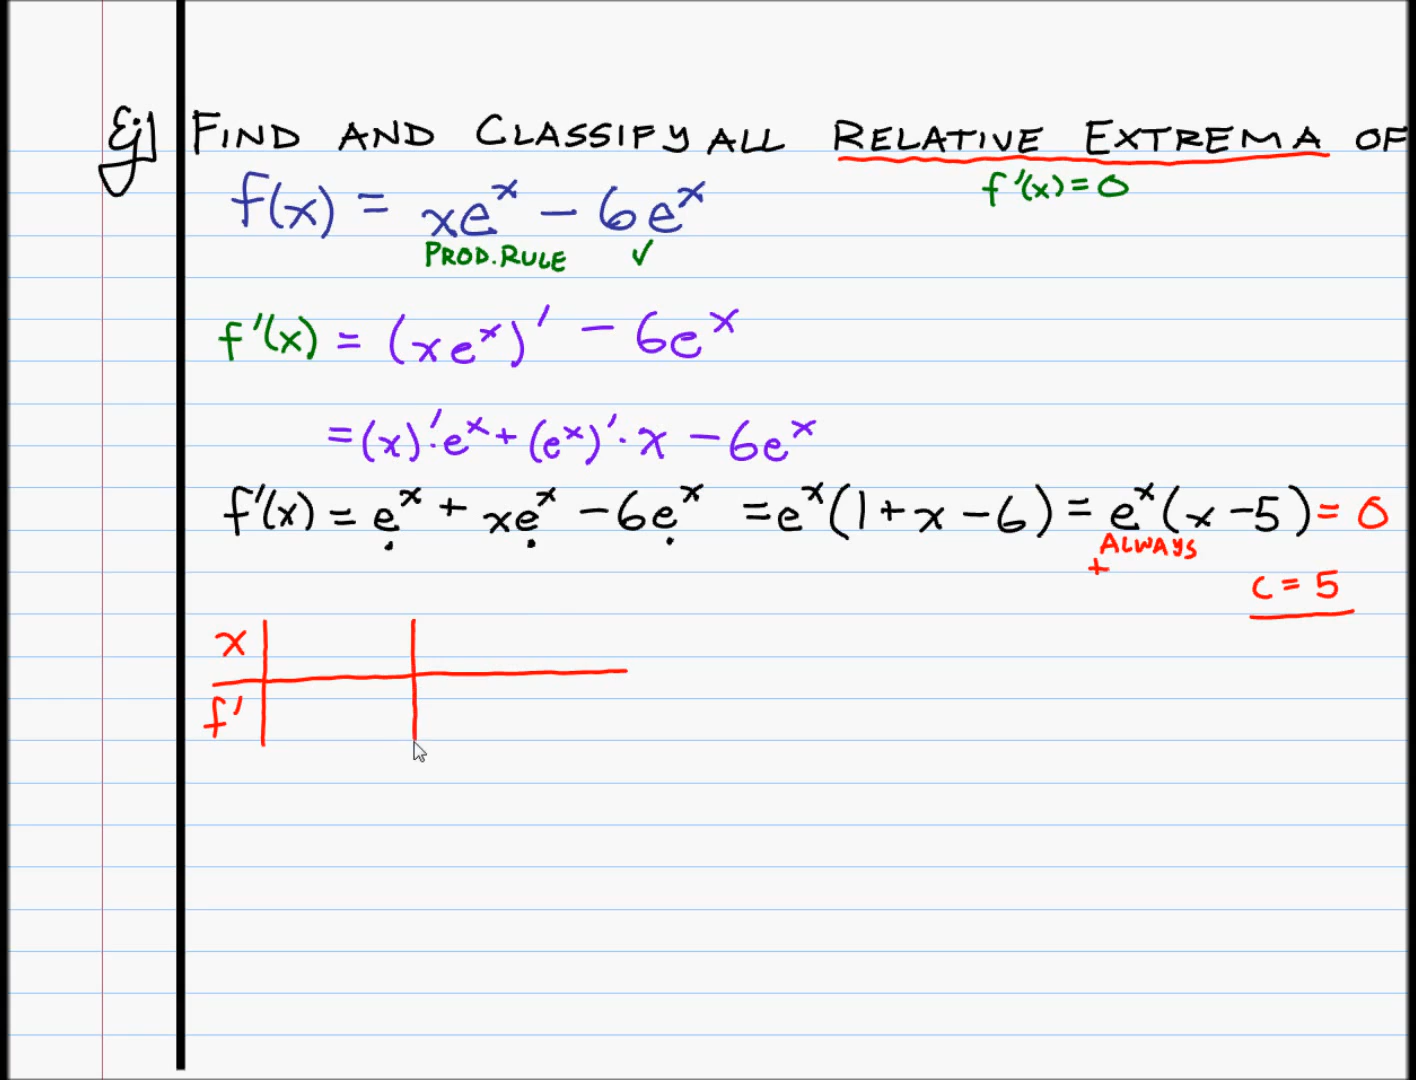 Ej) FIND AND CLASSIFY ALL RELATIVE EXTREMA OF
f'(x) = 0
f(x) = xe^x - 6e^x
PROD. RULE ✓
f'(x) = (xe^x)' - 6e^x
= (x)'·e^x + (e^x)'·x - 6e^x
f'(x) = e^x + xe^x - 6e^x = e^x(1 + x - 6) = e^x(x - 5) = 0
ALWAYS
+
c = 5
x
f'